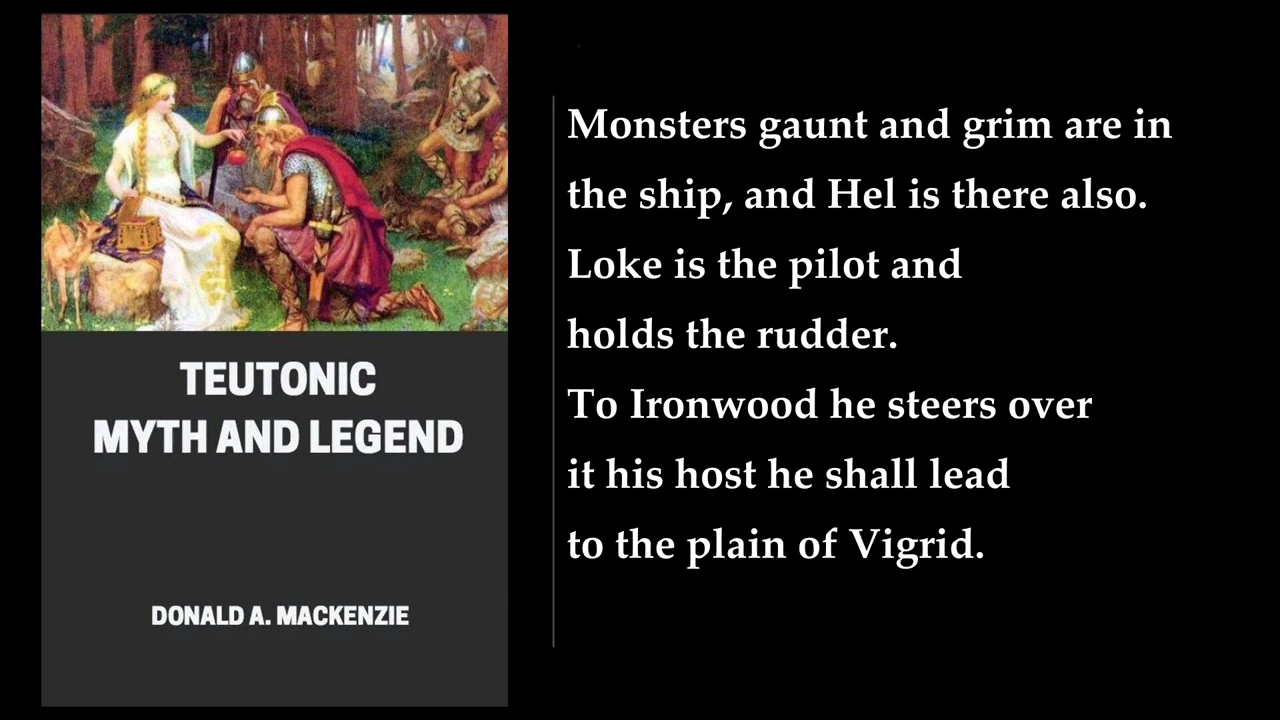 TEUTONIC
MYTH AND LEGEND
DONALD A. MACKENZIE
Monsters gaunt and grim are in
the ship, and Hel is there also.
Loke is the pilot and
holds the rudder.
To Ironwood he steers over
it his host he shall lead
to the plain of Vigrid.